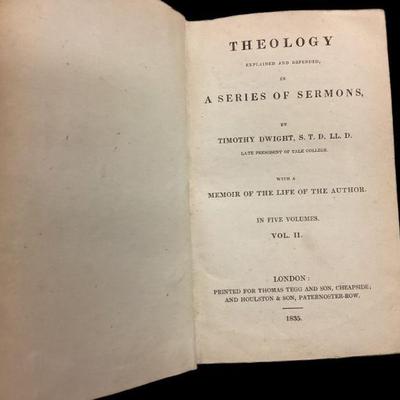 THEOLOGY
EXPLAINED AND DEFENDED,
IN
A SERIES OF SERMONS,
BY
TIMOTHY DWIGHT, S. T. D. LL. D.
LATE PRESIDENT OF YALE COLLEGE.
WITH A
MEMOIR OF THE LIFE OF THE AUTHOR.
IN FIVE VOLUMES.
VOL. II.
LONDON:
PRINTED FOR THOMAS TEGG AND SON, CHEAPSIDE;
AND HOULSTON & SON, PATERNOSTER-ROW.
1835.